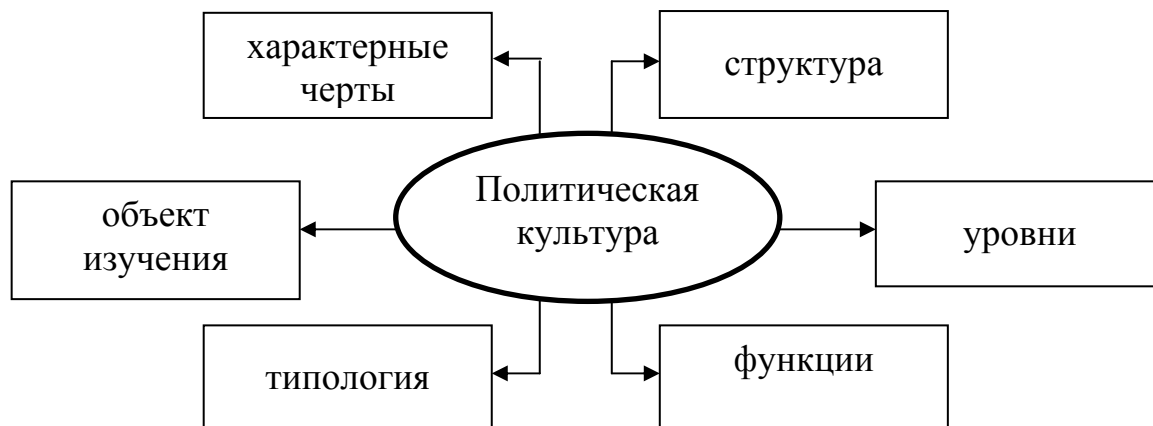 характерные
черты
структура
Политическая
культура
объект
изучения
уровни
типология
функции